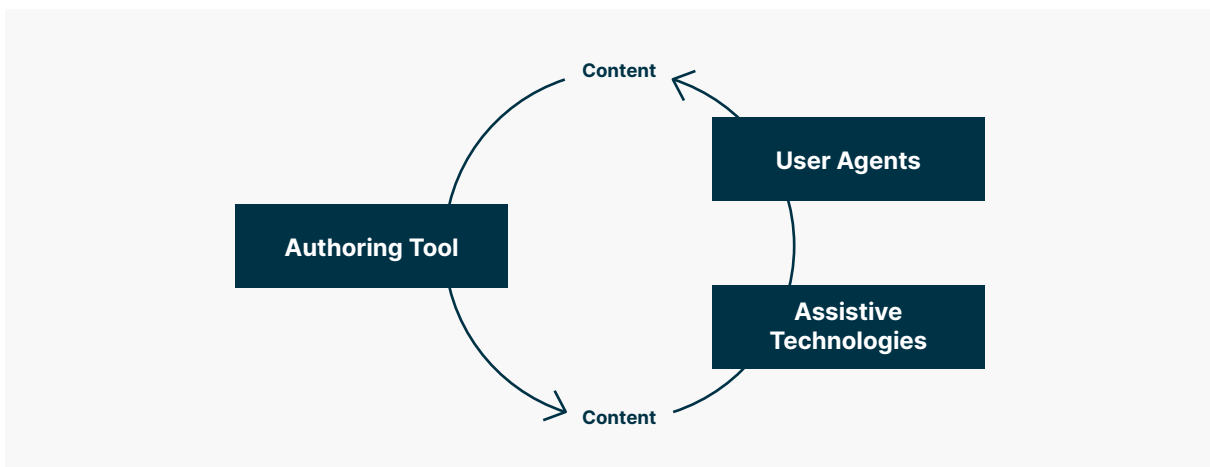 Content
User Agents
Authoring Tool
Assistive
Technologies
Content